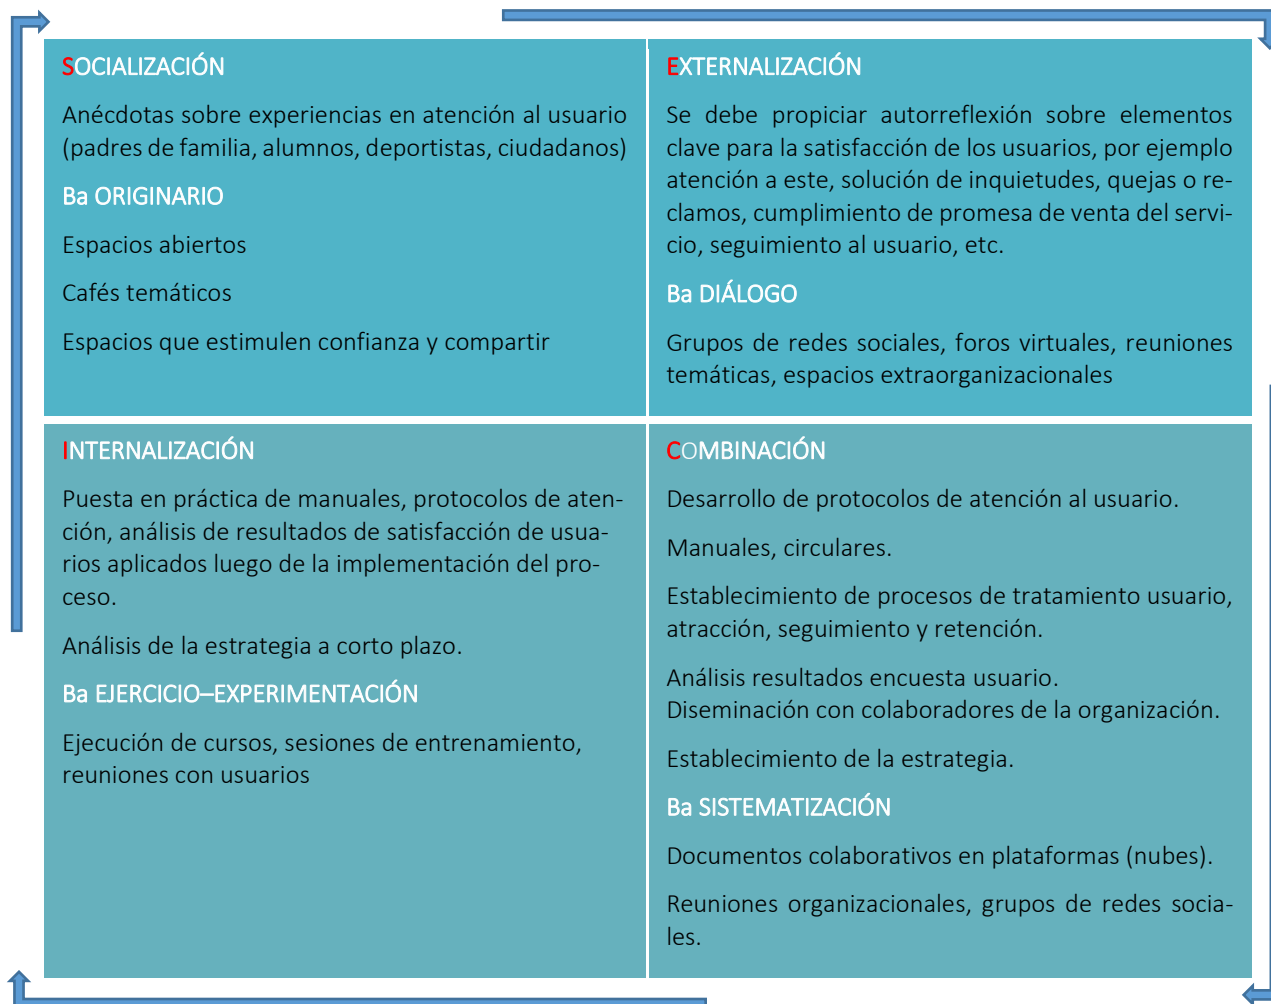 SOCIALIZACIÓN
Anécdotas sobre experiencias en atención al usuario
(padres de familia, alumnos, deportistas, ciudadanos)
Ba ORIGINARIO
Espacios abiertos
Cafés temáticos
Espacios que estimulen confianza y compartir
EXTERNALIZACIÓN
Se debe propiciar autorreflexión sobre elementos
clave para la satisfacción de los usuarios, por ejemplo
atención a este, solución de inquietudes, quejas o re-
clamos, cumplimiento de promesa de venta del servi-
cio, seguimiento al usuario, etc.
Ba DIÁLOGO
Grupos de redes sociales, foros virtuales, reuniones
temáticas, espacios extraorganizacionales
INTERNALIZACIÓN
Puesta en práctica de manuales, protocolos de aten-
ción, análisis de resultados de satisfacción de usua-
rios aplicados luego de la implementación del pro-
ceso.
Análisis de la estrategia a corto plazo.
Ba EJERCICIO–EXPERIMENTACIÓN
Ejecución de cursos, sesiones de entrenamiento,
reuniones con usuarios
COMBINACIÓN
Desarrollo de protocolos de atención al usuario.
Manuales, circulares.
Establecimiento de procesos de tratamiento usuario,
atracción, seguimiento y retención.
Análisis resultados encuesta usuario.
Diseminación con colaboradores de la organización.
Establecimiento de la estrategia.
Ba SISTEMATIZACIÓN
Documentos colaborativos en plataformas (nubes).
Reuniones organizacionales, grupos de redes socia-
les.